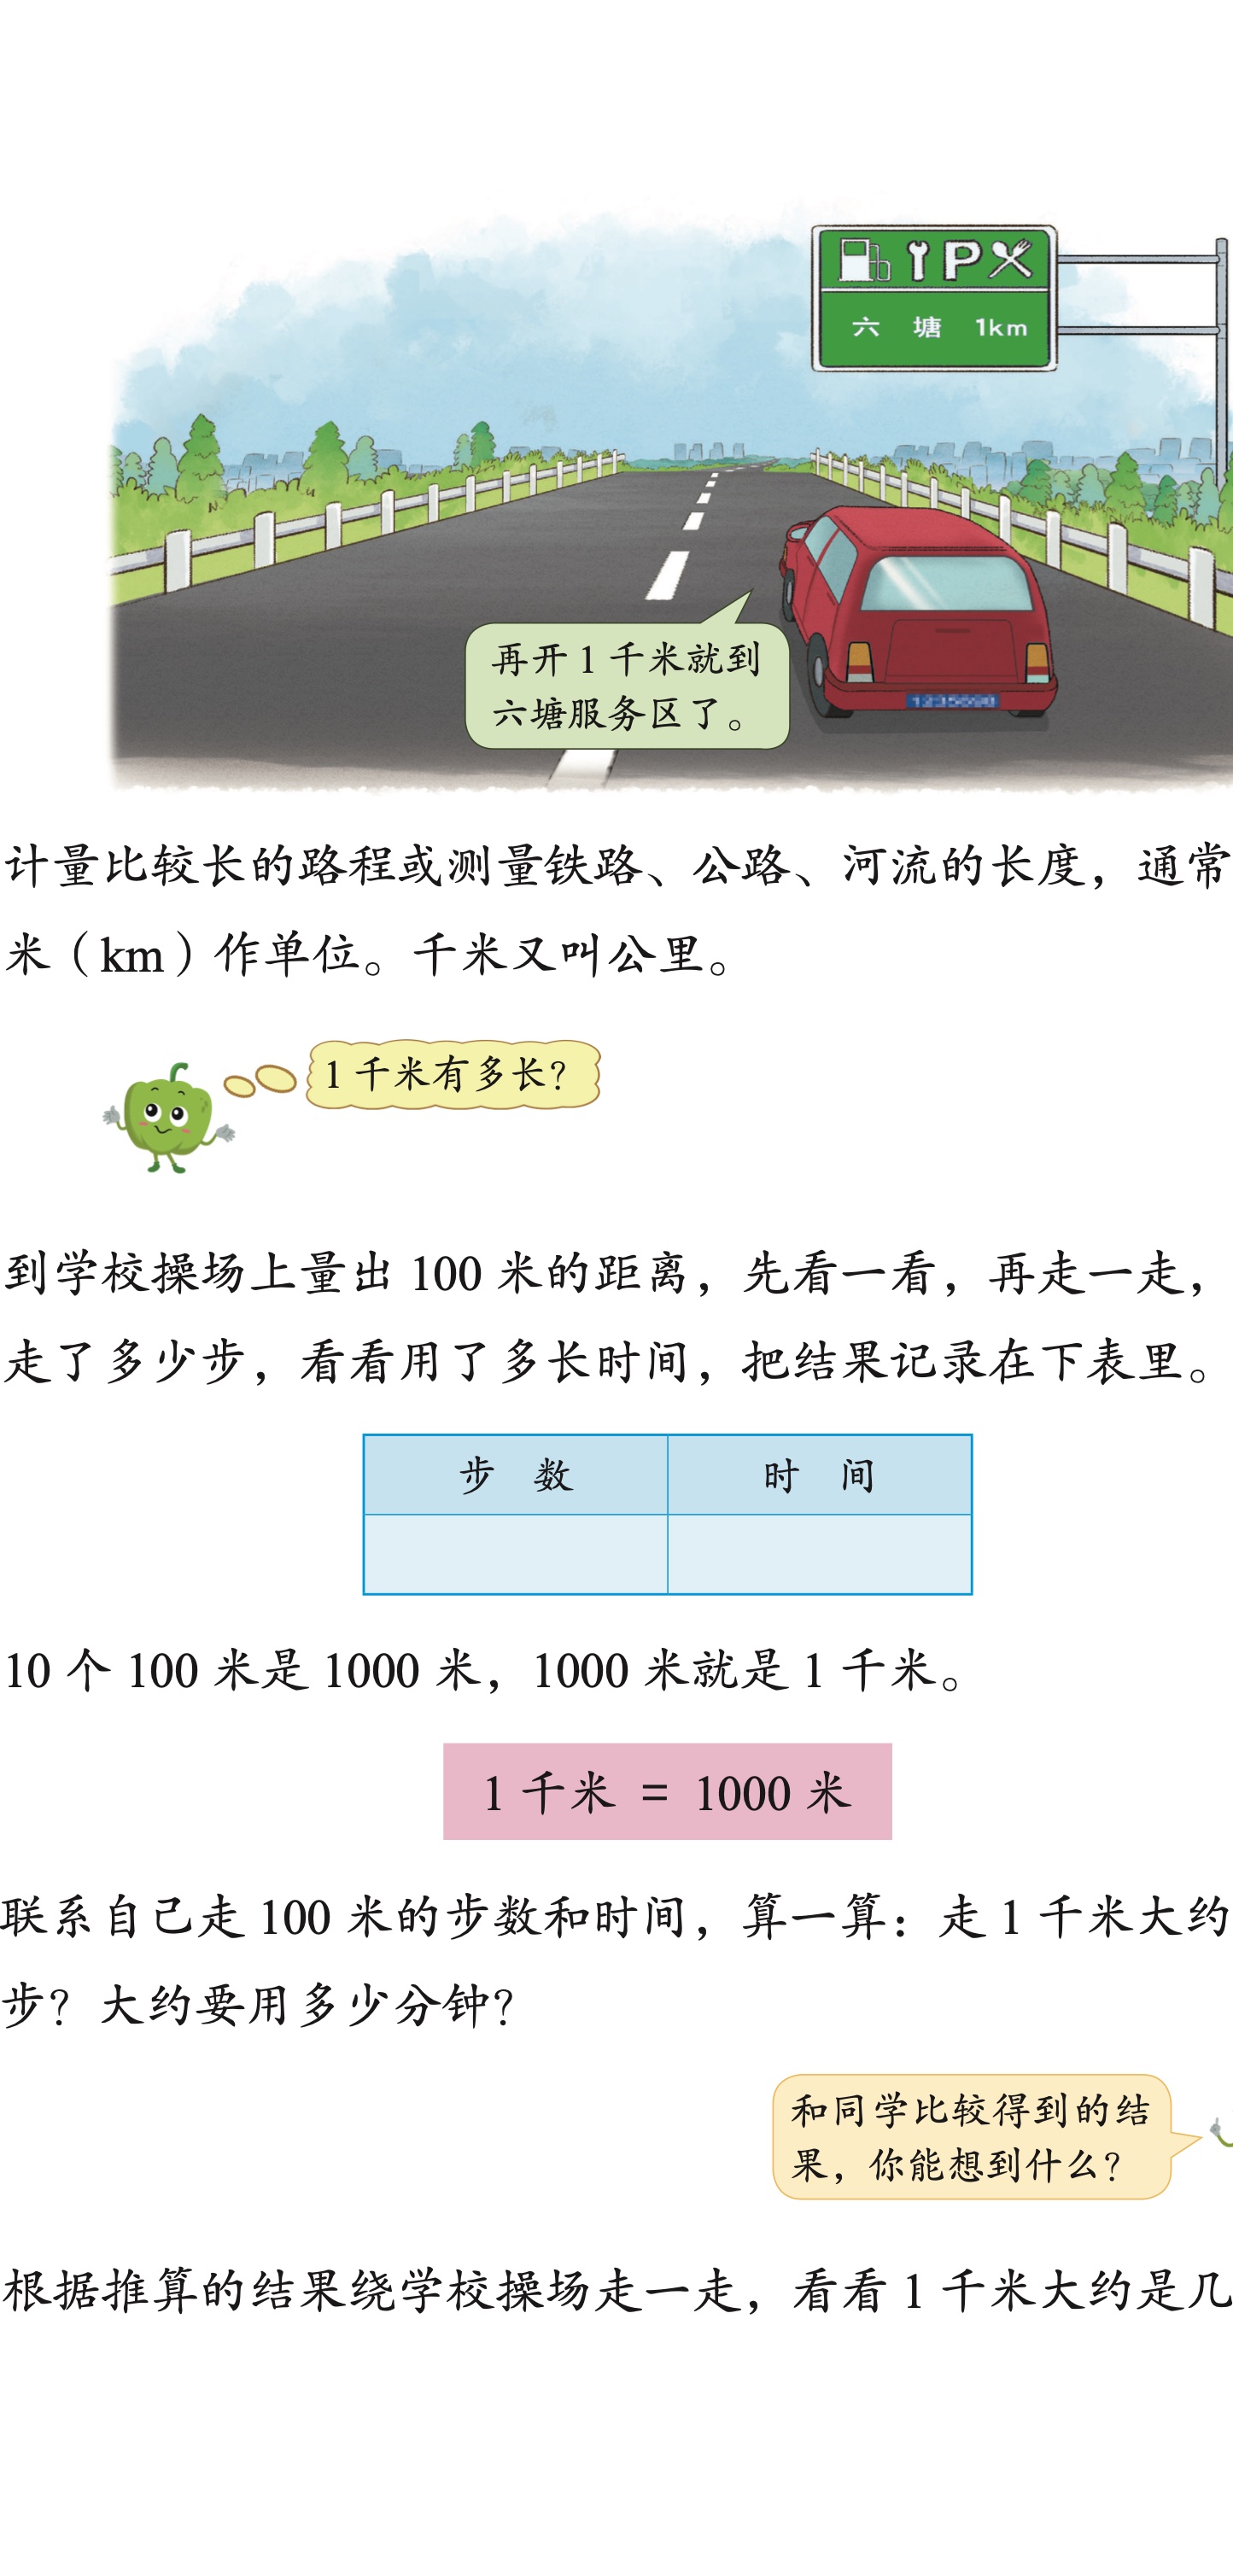 P
六 塘 1km
再开 1 千米就到
六塘服务区了。
计量比较长的路程或测量铁路、公路、河流的长度，通常
米（km）作单位。千米又叫公里。
1 千米有多长？
到学校操场上量出 100 米的距离，先看一看，再走一走，
走了多少步，看看用了多长时间，把结果记录在下表里。
步 数 时 间
10 个 100 米是 1000 米，1000 米就是 1 千米。
1 千米 = 1000 米
联系自己走 100 米的步数和时间，算一算：走 1 千米大约
步？大约要用多少分钟？
和同学比较得到的结
果，你能想到什么？
根据推算的结果绕学校操场走一走，看看 1 千米大约是几